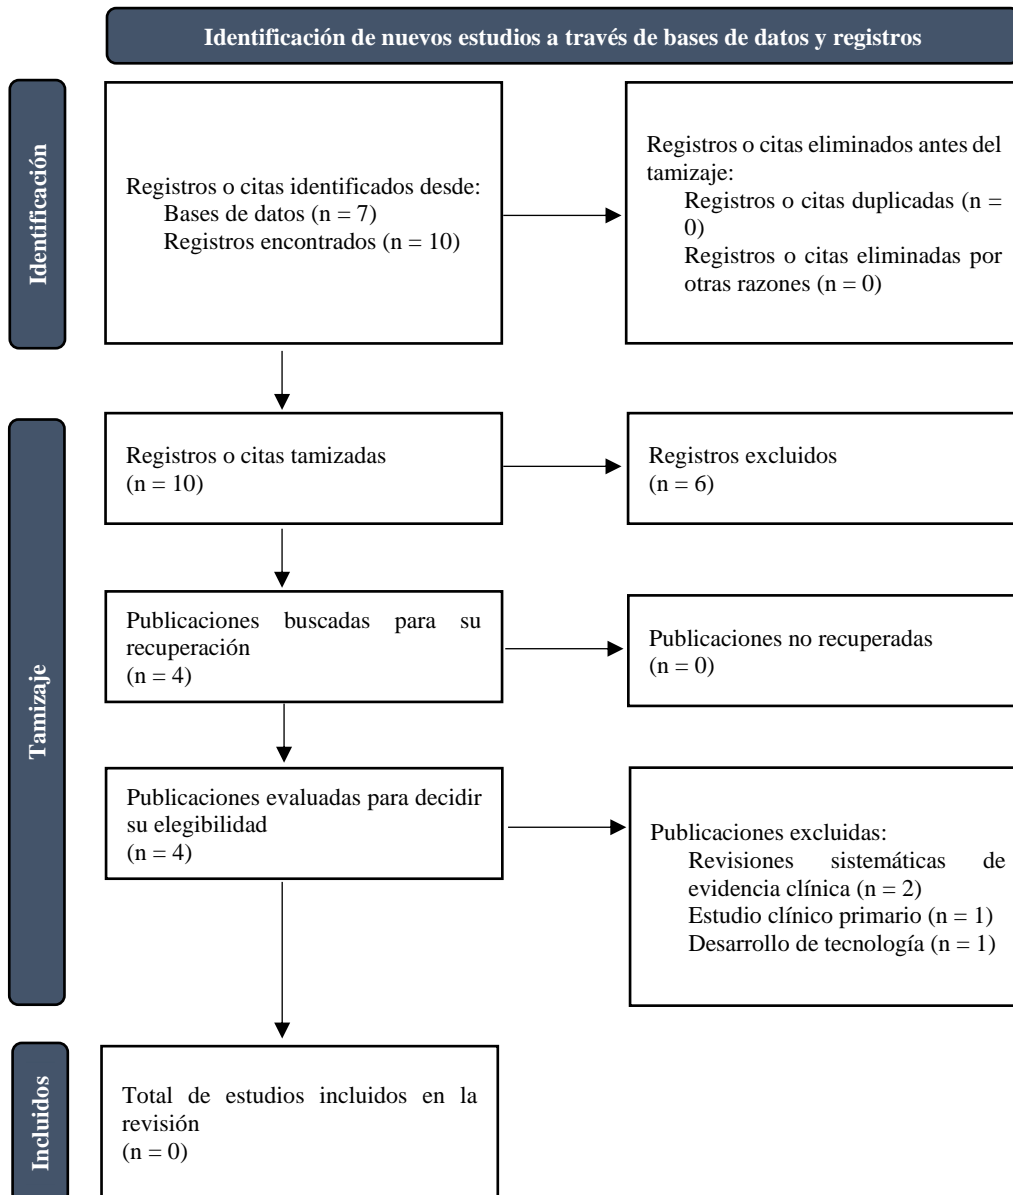 Identificación de nuevos estudios a través de bases de datos y registros
Identificación
Registros o citas identificados desde:
Bases de datos (n = 7)
Registros encontrados (n = 10)
Registros o citas eliminados antes del
tamizaje:
Registros o citas duplicadas (n =
0)
Registros o citas eliminadas por
otras razones (n = 0)
Tamizaje
Registros o citas tamizadas
(n = 10)
Registros excluidos
(n = 6)
Publicaciones buscadas para su
recuperación
(n = 4)
Publicaciones no recuperadas
(n = 0)
Publicaciones evaluadas para decidir
su elegibilidad
(n = 4)
Publicaciones excluidas:
Revisiones sistemáticas de
evidencia clínica (n = 2)
Estudio clínico primario (n = 1)
Desarrollo de tecnología (n = 1)
Incluidos
Total de estudios incluidos en la
revisión
(n = 0)